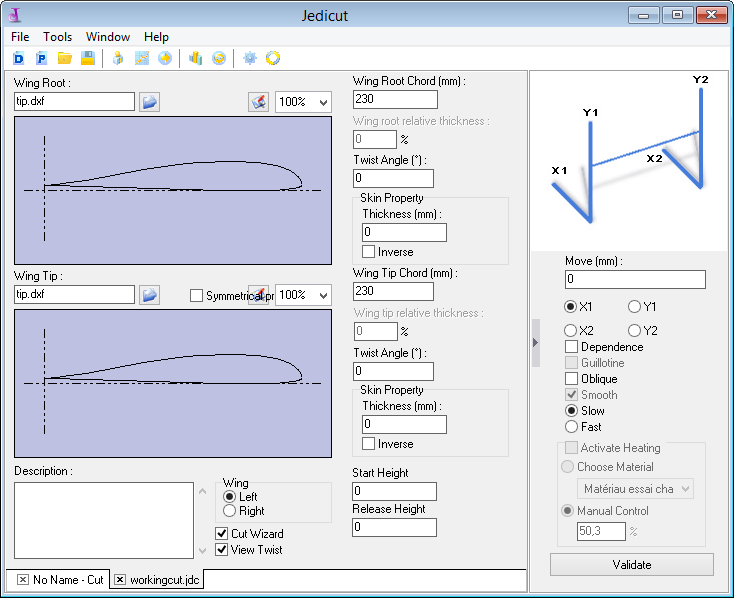 Jedicut
File Tools Window Help
D P
Wing Root :
tip.dxf
100%
Wing Root Chord (mm) :
230
Wing root relative thickness :
0 %
Twist Angle (°) :
0
Skin Property
Thickness (mm) :
0
Inverse
Wing Tip :
tip.dxf
Symmetrical pr
100%
Wing Tip Chord (mm) :
230
Wing tip relative thickness :
0 %
Twist Angle (°) :
0
Skin Property
Thickness (mm) :
0
Inverse
Description :
Wing
Left
Right
Cut Wizard
View Twist
Start Height
0
Release Height
0
No Name - Cut
workingcut.jdc
Y2
Y1
X2
X1
Move (mm) :
0
X1 Y1
X2 Y2
Dependence
Guillotine
Oblique
Smooth
Slow
Fast
Activate Heating
Choose Material
Matériau essai cha
Manual Control
50,3 %
Validate